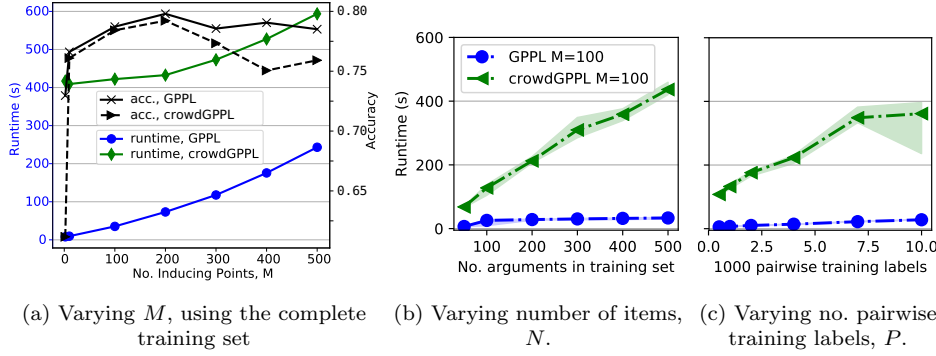 600
500
400
300
200
100
0
Runtime (s)
0.80
0.75
0.70
0.65
Accuracy
acc., GPPL
acc., crowdGPPL
runtime, GPPL
runtime, crowdGPPL
0 100 200 300 400 500
No. Inducing Points, M
(a) Varying M, using the complete
training set
600
400
200
0
Runtime (s)
GPPL M=100
crowdGPPL M=100
100 200 300 400 500
No. arguments in training set
(b) Varying number of items,
N.
0.0 2.5 5.0 7.5 10.0
1000 pairwise training labels
(c) Varying no. pairwise
training labels, P.